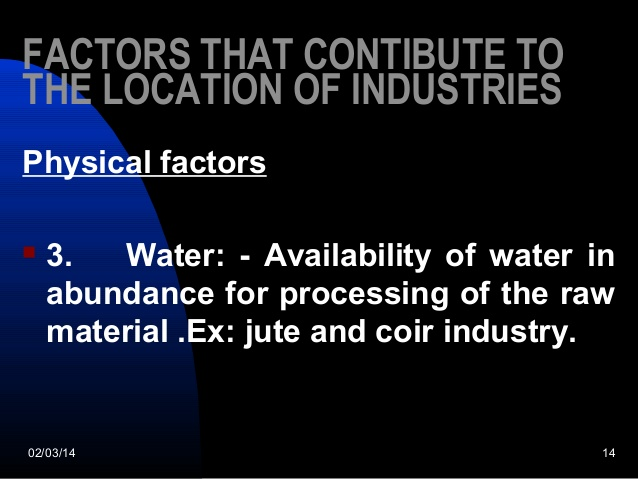 FACTORS THAT CONTIBUTE TO
THE LOCATION OF INDUSTRIES
Physical factors
3. Water: - Availability of water in
abundance for processing of the raw
material .Ex: jute and coir industry.
02/03/14 14